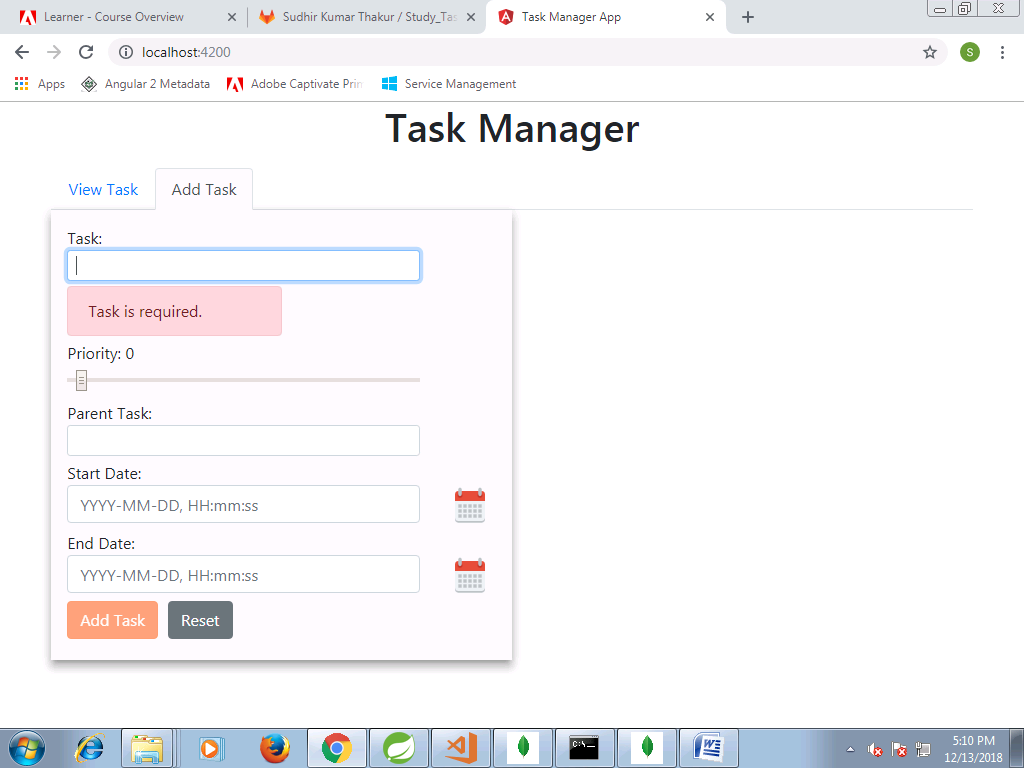 Learner - Course Overview
Sudhir Kumar Thakur / Study_Tas
Task Manager App
localhost:4200
S
Apps
Angular 2 Metadata
Adobe Captivate Prim
Service Management
Task Manager
View Task
Add Task
Task:
Task is required.
Priority: 0
Parent Task:
Start Date:
YYYY-MM-DD, HH:mm:ss
End Date:
YYYY-MM-DD, HH:mm:ss
Add Task
Reset
C:\
5:10 PM
12/13/2018